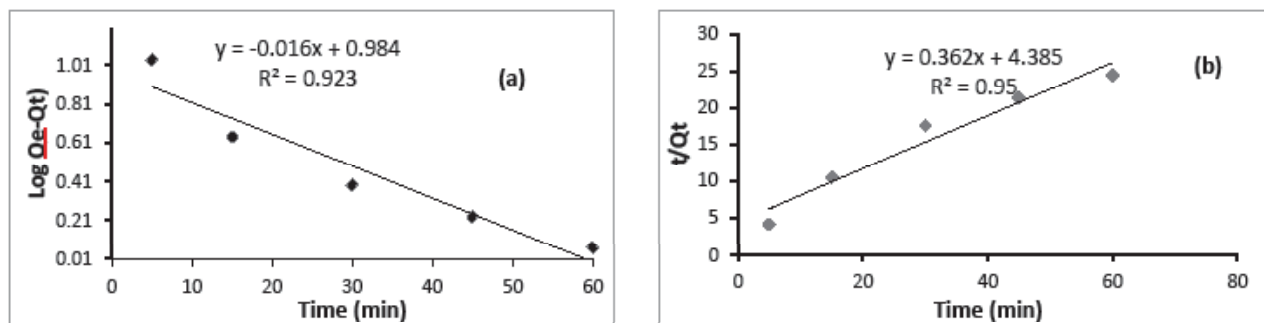 y = -0.016x + 0.984
R² = 0.923
(a)
1.01
0.81
0.61
0.41
0.21
0.01
Log Qe-Qt)
0 10 20 30 40 50 60
Time (min)
y = 0.362x + 4.385
R² = 0.95
(b)
30
25
20
15
10
5
0
t/Qt
0 20 40 60 80
Time (min)